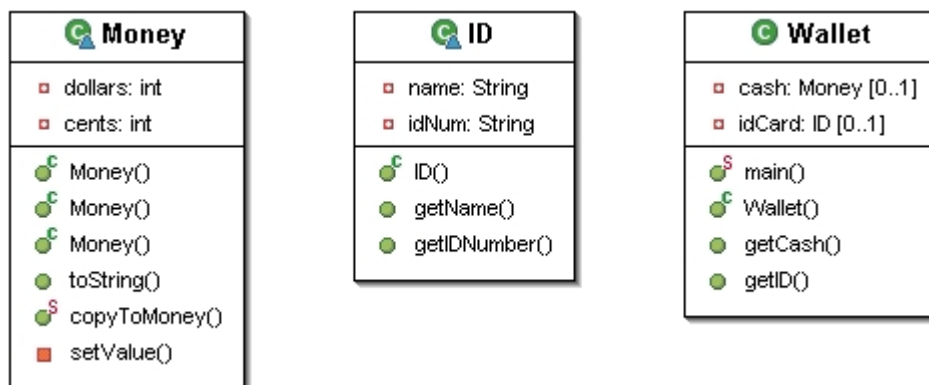 Money
dollars: int
cents: int
Money()
Money()
Money()
toString()
copyToMoney()
setValue()
ID
name: String
idNum: String
ID()
getName()
getIDNumber()
Wallet
cash: Money [0..1]
idCard: ID [0..1]
main()
Wallet()
getCash()
getID()